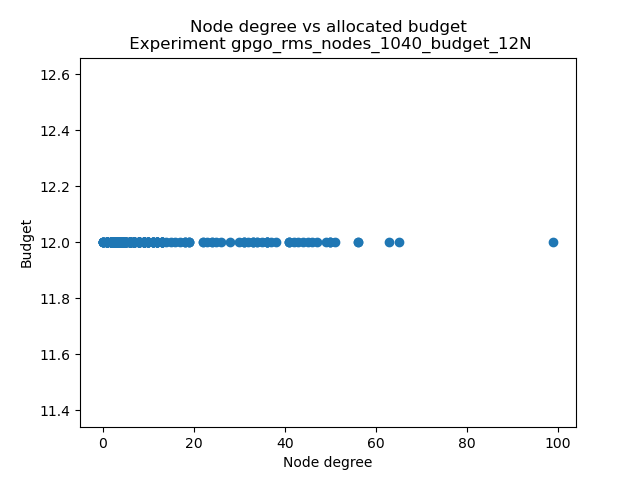 Node degree vs allocated budget
Experiment gpgo_rms_nodes_1040_budget_12N
12.6
12.4
12.2
12.0
11.8
11.6
11.4
Budget
0 20 40 60 80 100
Node degree